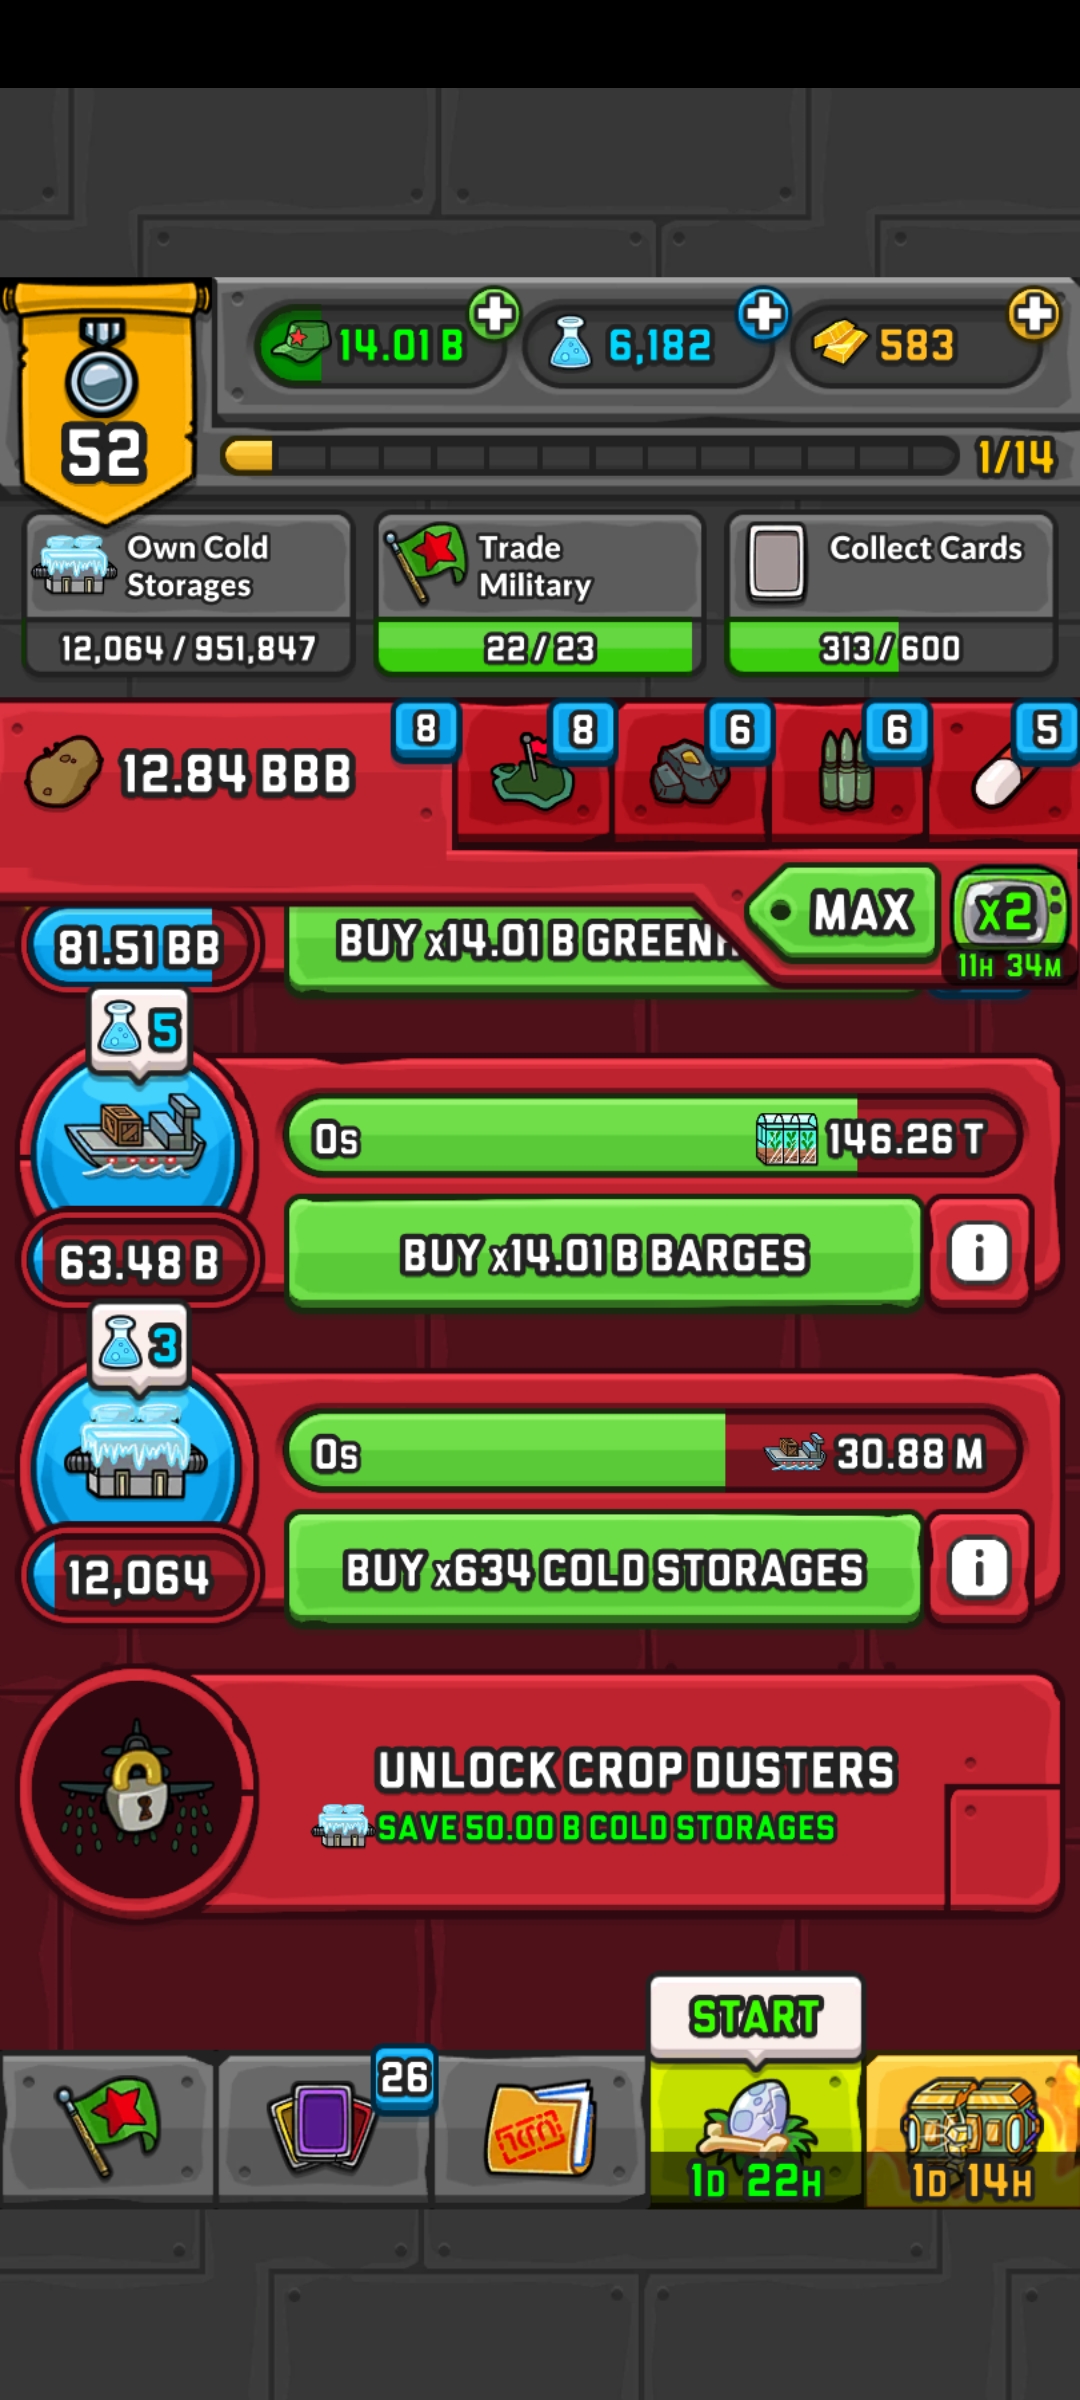 14.01 B
6,182
583
52
1/14
Own Cold
Storages
Trade
Military
Collect Cards
12,064 / 951,847
22 / 23
313 / 600
12.84 BBB
8
8
6
6
5
MAX
x2
11H 34M
81.51 BB
BUY x14.01 B
5
0s
146.26 T
63.48 B
BUY x14.01 B BARGES
i
3
0s
30.88 M
12,064
BUY x634 COLD STORAGES
i
UNLOCK CROP DUSTERS
SAVE 50.00 B COLD STORAGES
START
26
1D 22H
1D 14H